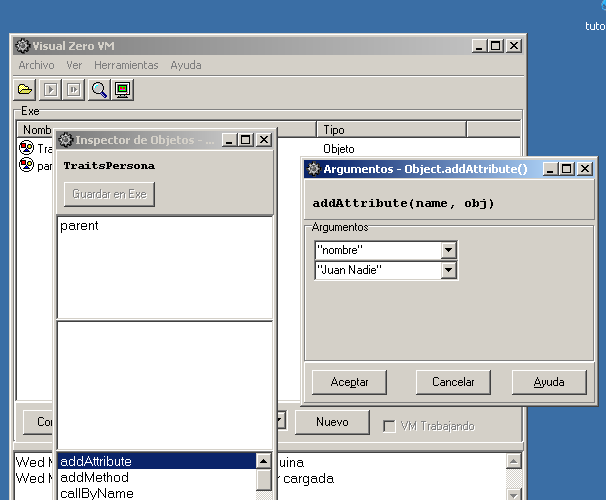 tuto
Visual Zero VM
Archivo Ver Herramientas Ayuda
Exe
Nomb
Tipo
Tra
Objeto
par
Inspector de Objetos - ...
TraitsPersona
Guardar en Exe
parent
addAttribute
addMethod
callByName
Argumentos - Object.addAttribute()
addAttribute(name, obj)
Argumentos
"nombre"
"Juan Nadie"
Aceptar Cancelar Ayuda
Nuevo
VM Trabajando
Wed
uina
Wed
cargada